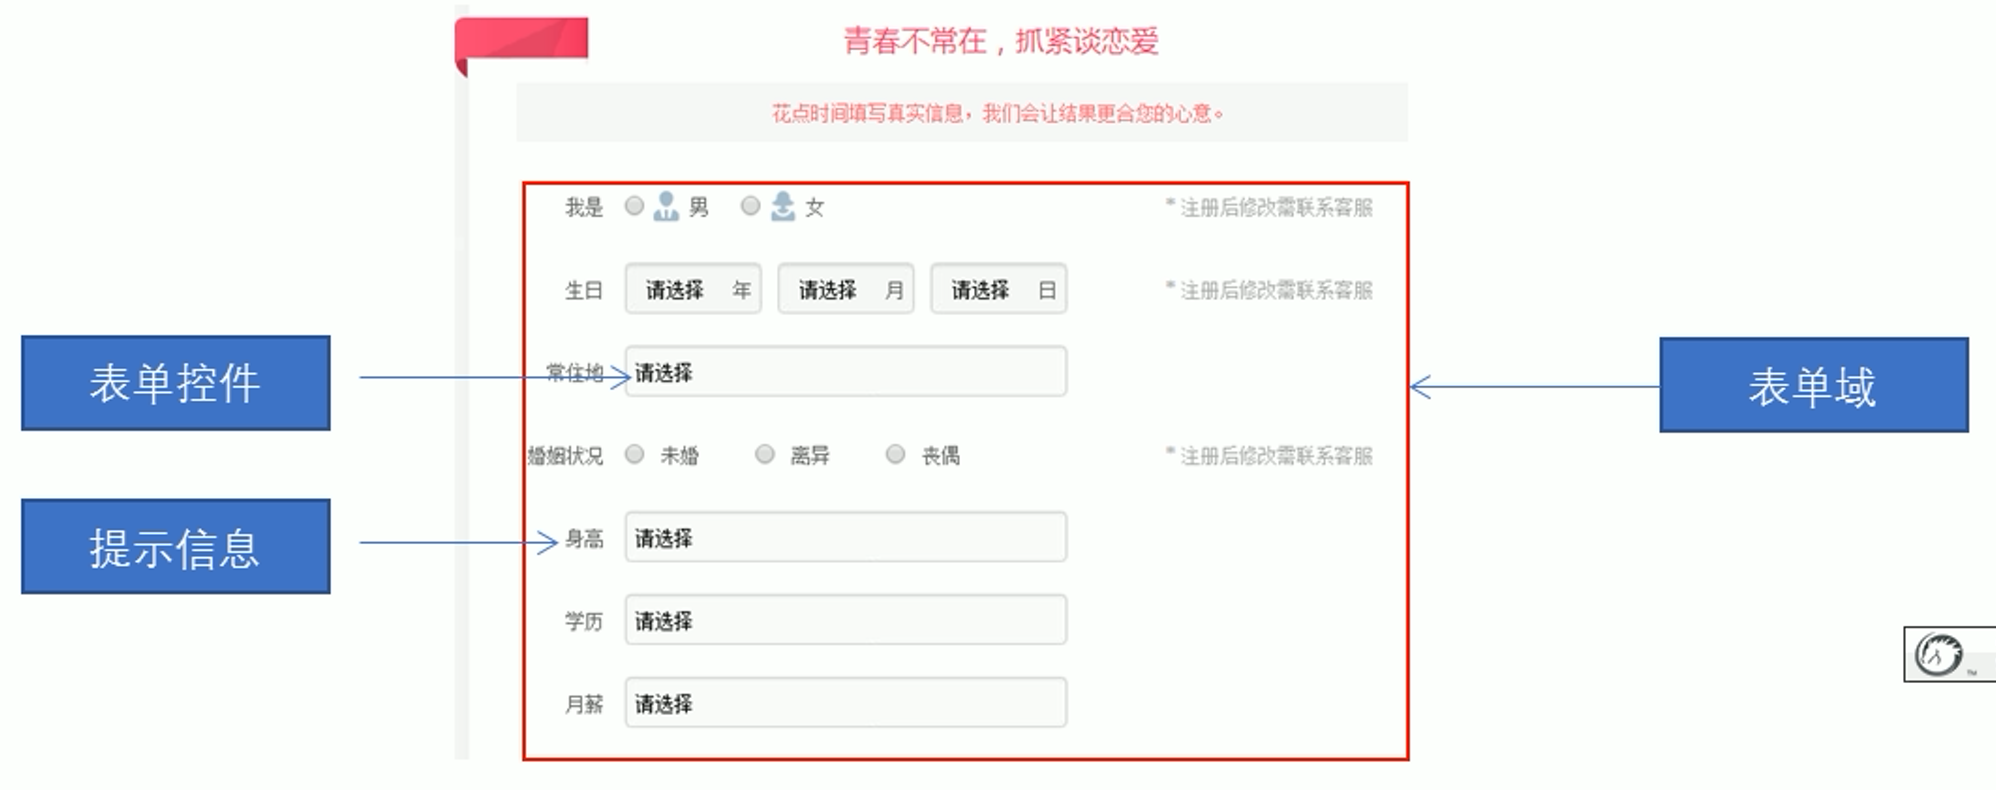 青春不常在，抓紧谈恋爱
花点时间填写真实信息，我们会让结果更合您的心意。
我是 男 女 * 注册后修改需联系客服
生日 请选择 年 请选择 月 请选择 日 * 注册后修改需联系客服
表单控件
常住地 请选择
表单域
婚姻状况 未婚 离异 丧偶 * 注册后修改需联系客服
提示信息
身高 请选择
学历 请选择
月薪 请选择
TM